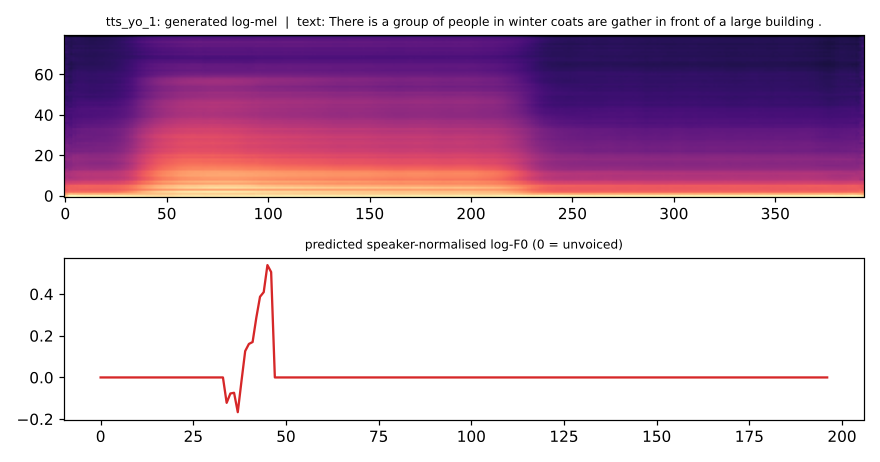 tts_yo_1: generated log-mel | text: There is a group of people in winter coats are gather in front of a large building .
60
40
20
0
0 50 100 150 200 250 300 350
predicted speaker-normalised log-F0 (0 = unvoiced)
0.4
0.2
0.0
−0.2
0 25 50 75 100 125 150 175 200